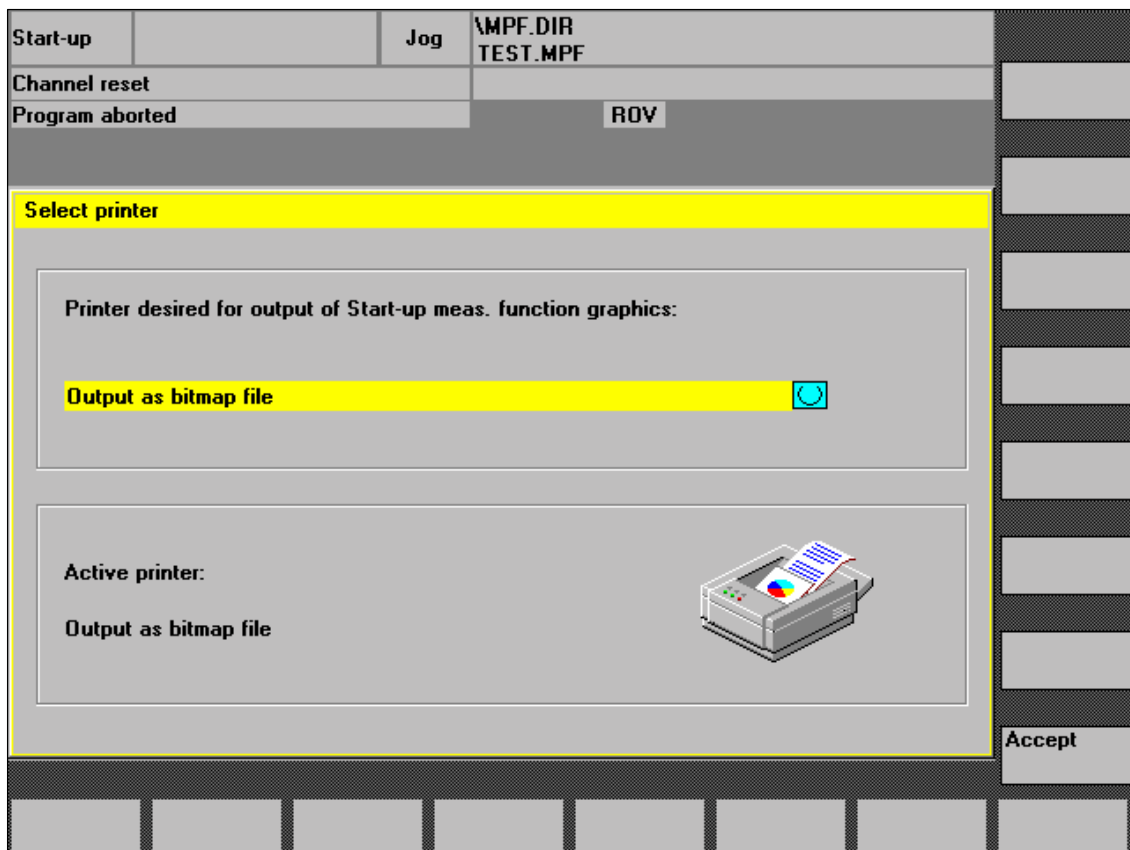 Start-up
Jog
\MPF.DIR
TEST.MPF
Channel reset
Program aborted
ROV
Select printer
Printer desired for output of Start-up meas. function graphics:
Output as bitmap file
Active printer:
Output as bitmap file
Accept